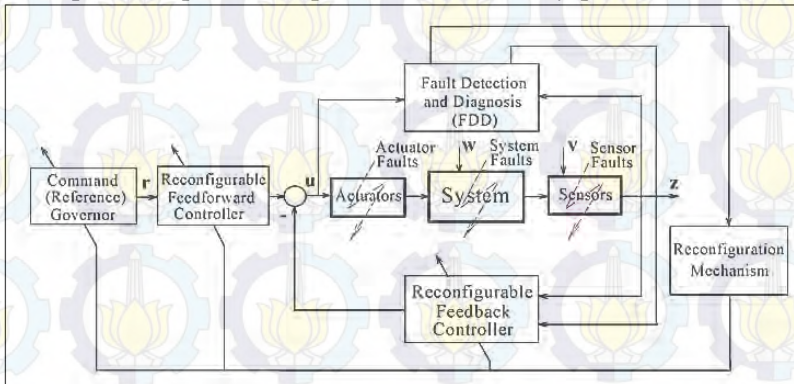 Fault Detection
and Diagnosis
(FDD)
Actuator
Faults
w
System
Faults
v
Sensor
Faults
Command
(Reference)
Governor
r
Reconfigurable
Feedforward
Controller
-
u
Actuators
System
Sensors
z
Reconfiguration
Mechanism
Reconfigurable
Feedback
Controller